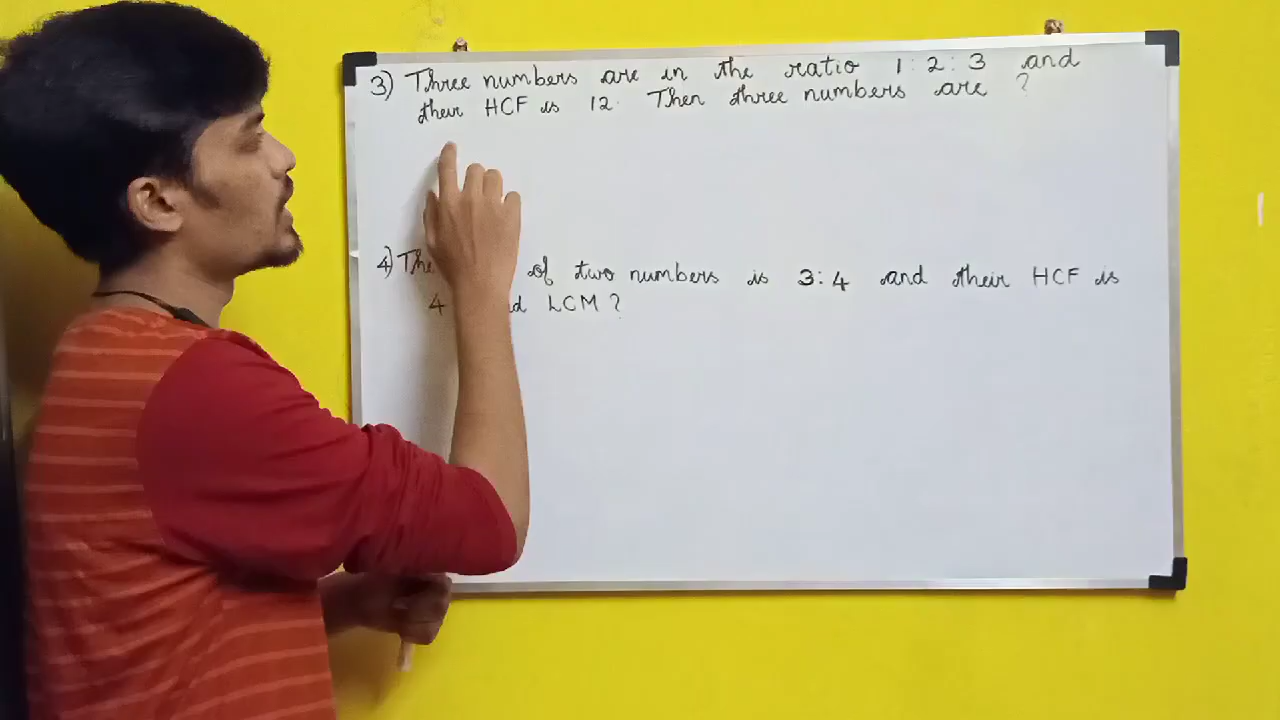 3) Three numbers are in the ratio 1 : 2 : 3 and
their HCF is 12. Then three numbers are ?
4) The of two numbers is 3:4 and their HCF is
4 LCM ?